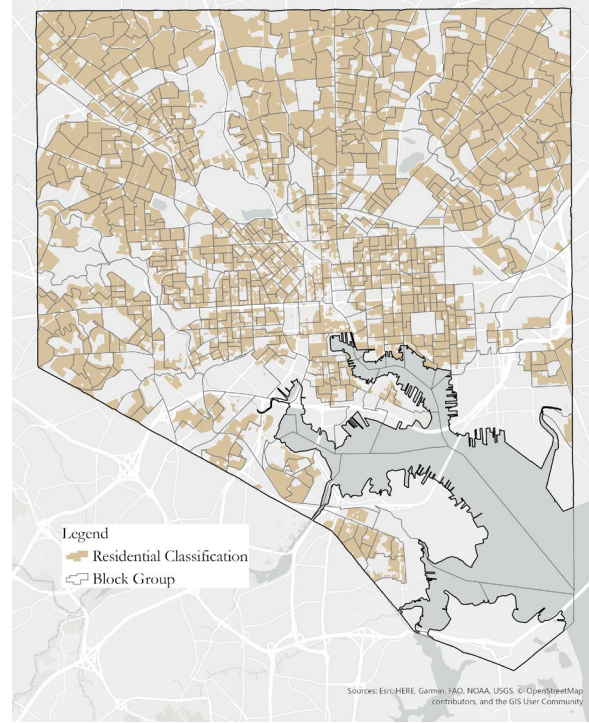 Legend
Residential Classification
Block Group
Sources: Esri, HERE, Garmin, FAO, NOAA, USGS, © OpenStreetMap
contributors, and the GIS User Community